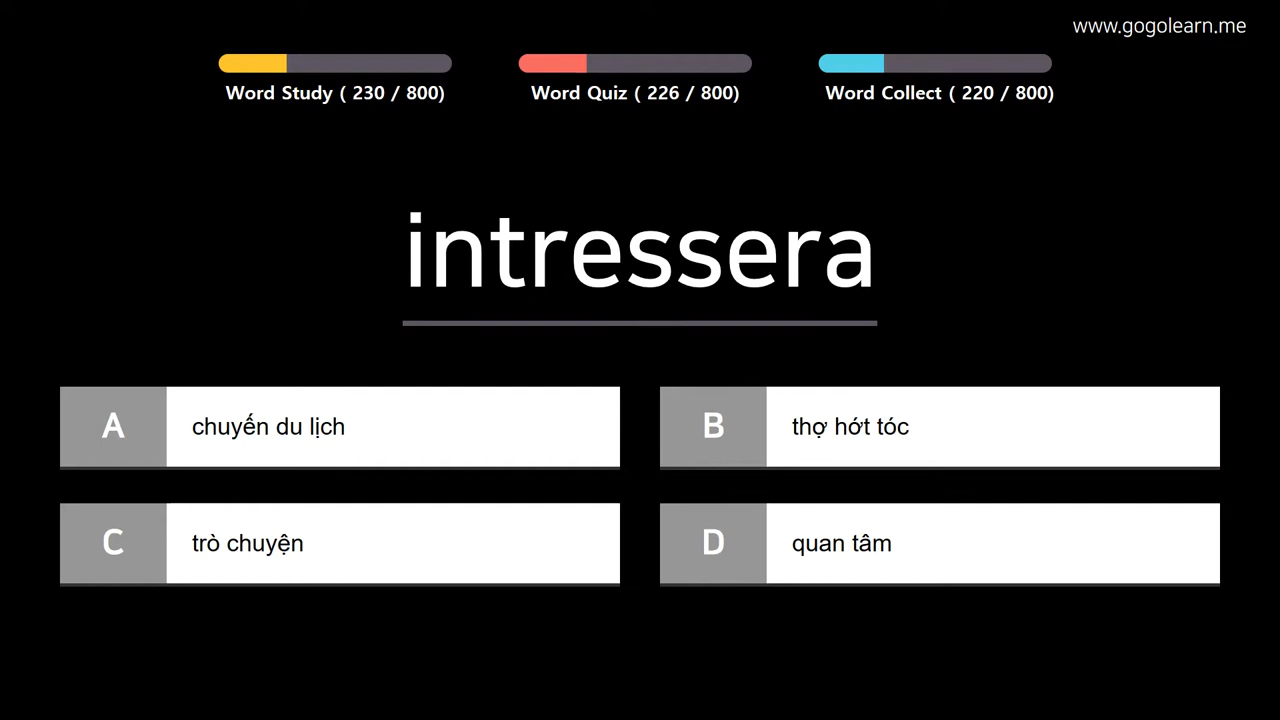 www.gogolearn.me
Word Study ( 230 / 800)
Word Quiz ( 226 / 800)
Word Collect ( 220 / 800)
intressera
A chuyến du lịch
B thợ hớt tóc
C trò chuyện
D quan tâm